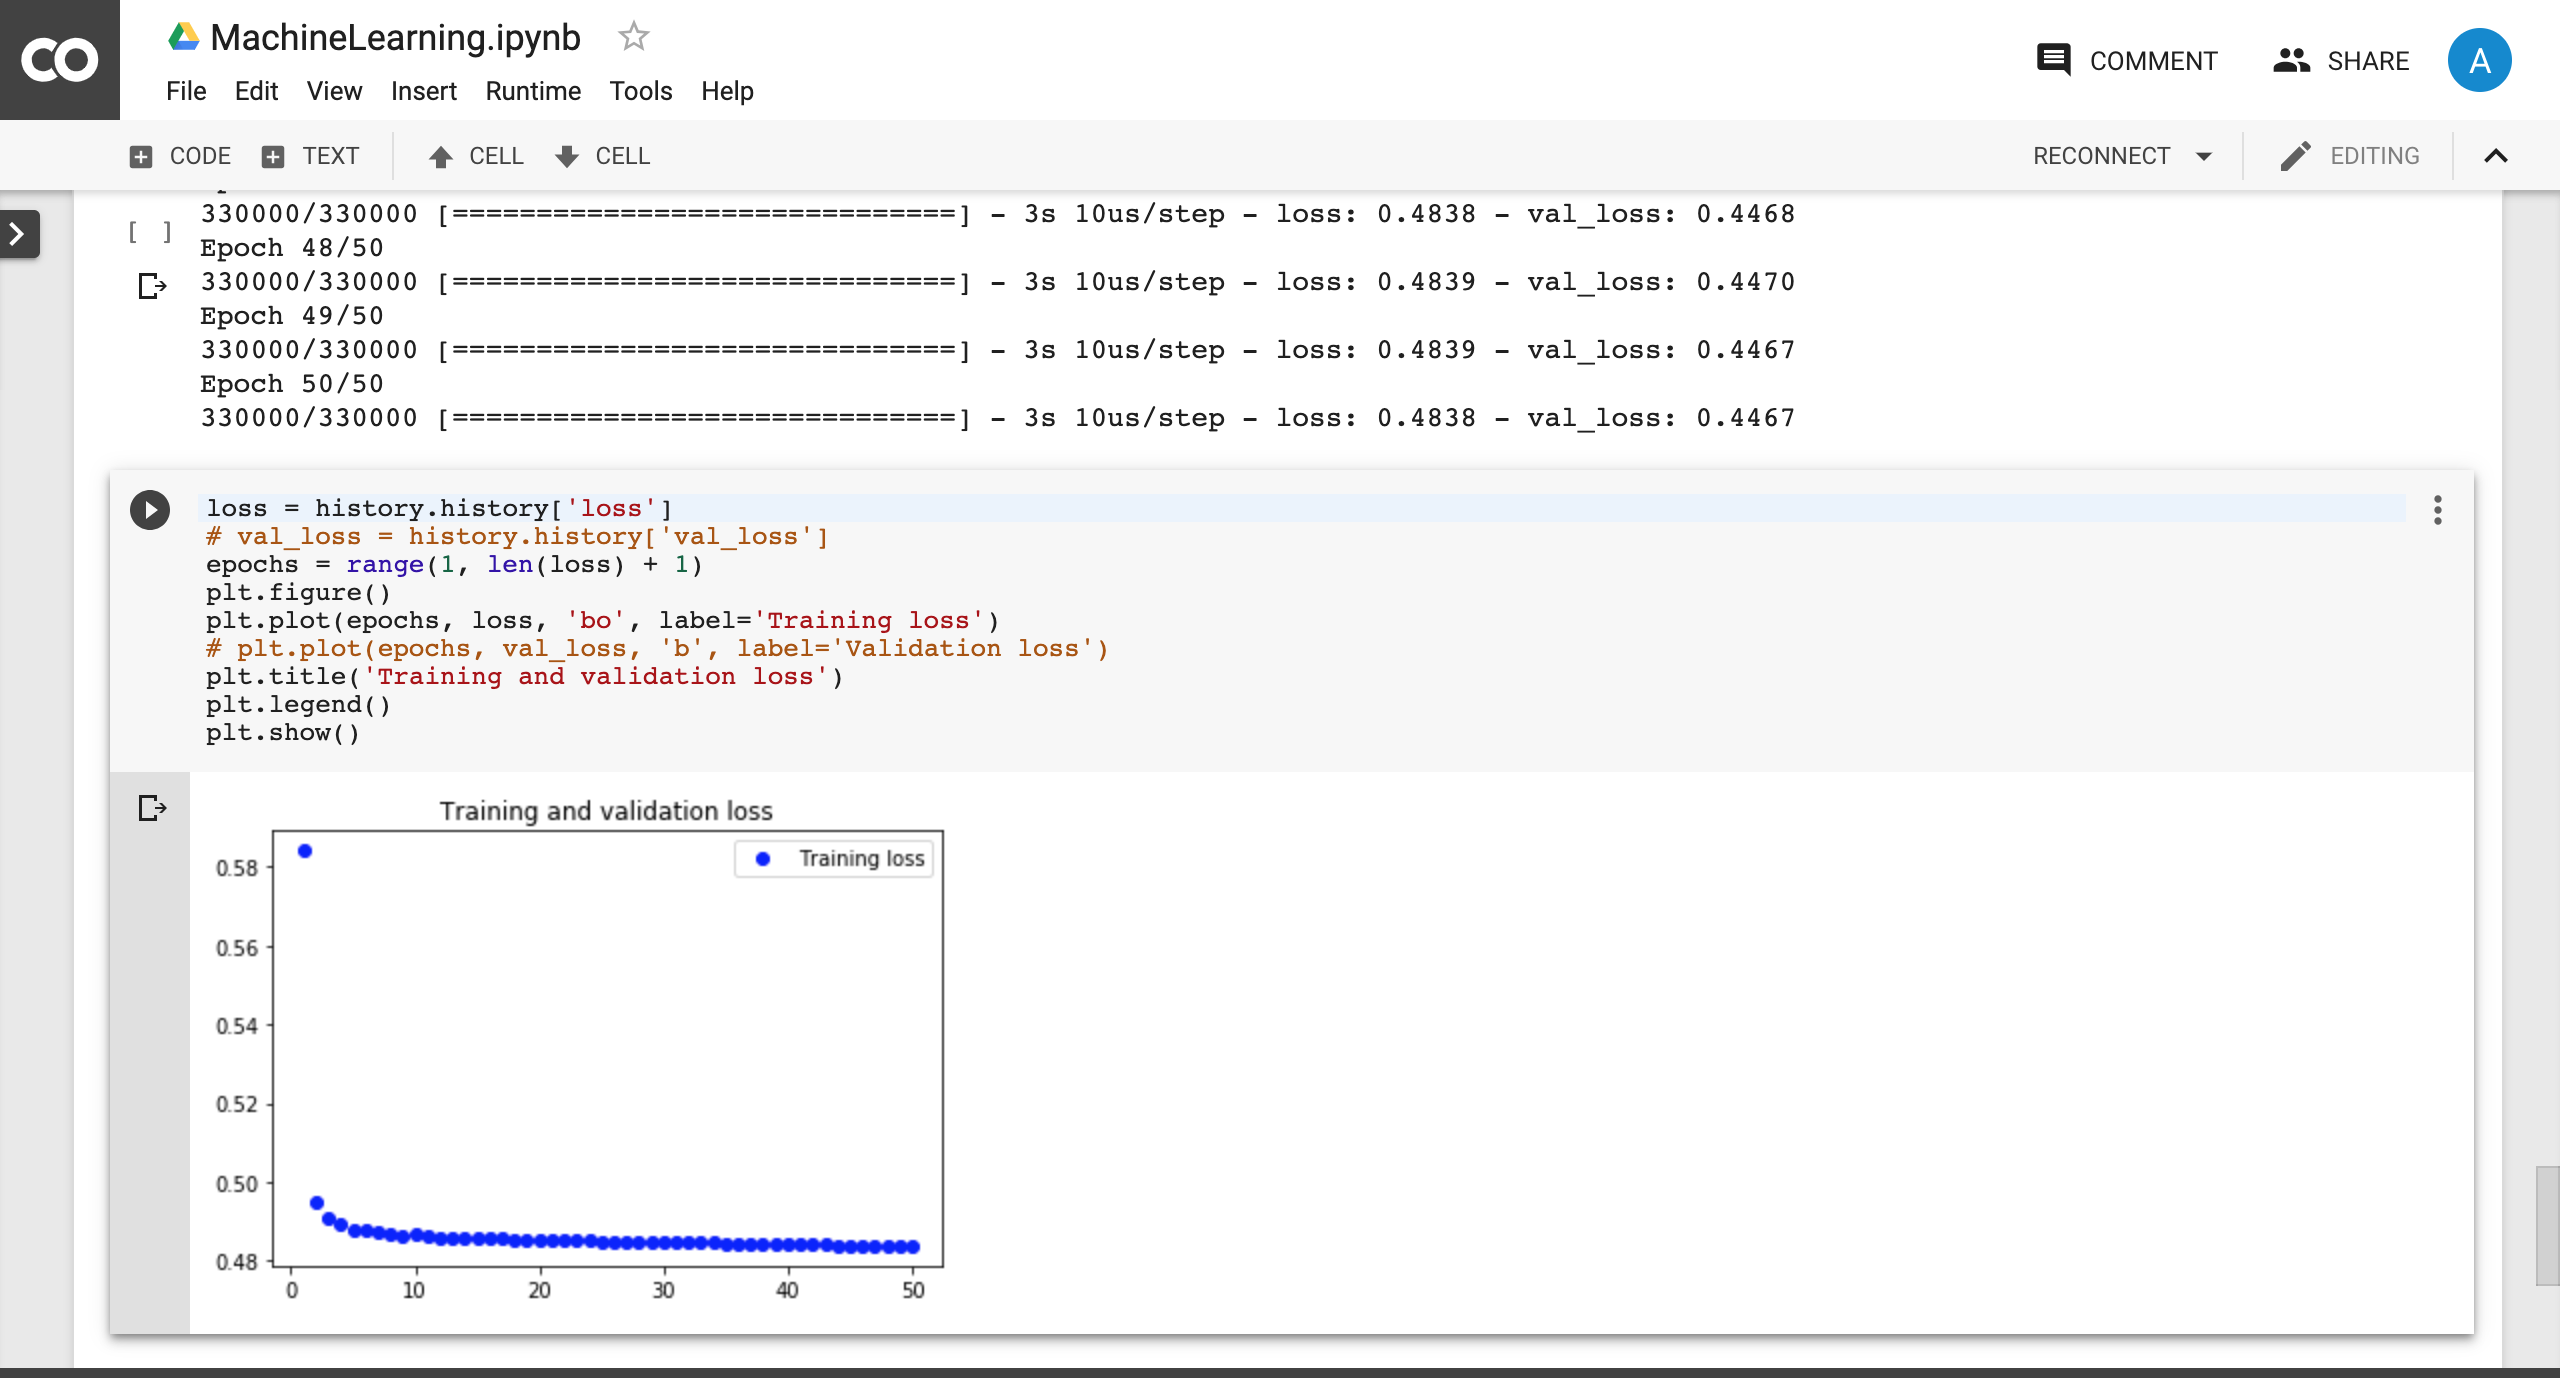 CO
MachineLearning.ipynb
File Edit View Insert Runtime Tools Help
COMMENT SHARE A
CODE TEXT CELL CELL RECONNECT EDITING
330000/330000 [==============================] - 3s 10us/step - loss: 0.4838 - val_loss: 0.4468
[ ]
Epoch 48/50
330000/330000 [==============================] - 3s 10us/step - loss: 0.4839 - val_loss: 0.4470
Epoch 49/50
330000/330000 [==============================] - 3s 10us/step - loss: 0.4839 - val_loss: 0.4467
Epoch 50/50
330000/330000 [==============================] - 3s 10us/step - loss: 0.4838 - val_loss: 0.4467
loss = history.history['loss']
# val_loss = history.history['val_loss']
epochs = range(1, len(loss) + 1)
plt.figure()
plt.plot(epochs, loss, 'bo', label='Training loss')
# plt.plot(epochs, val_loss, 'b', label='Validation loss')
plt.title('Training and validation loss')
plt.legend()
plt.show()
Training and validation loss
Training loss
0.58
0.56
0.54
0.52
0.50
0.48
0 10 20 30 40 50